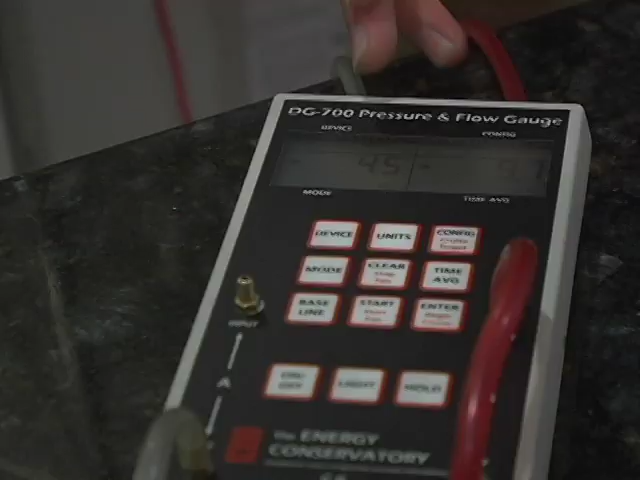 DG-700 Pressure & Flow Gauge
DEVICE CONFIG
- 45 -
MODE TIME AVG
DEVICE UNITS CONFIG
MODE CLEAR TIME AVG
BASE LINE START ENTER
INPUT
ON/OFF LIGHT HOLD
A
THE ENERGY
CONSERVATORY